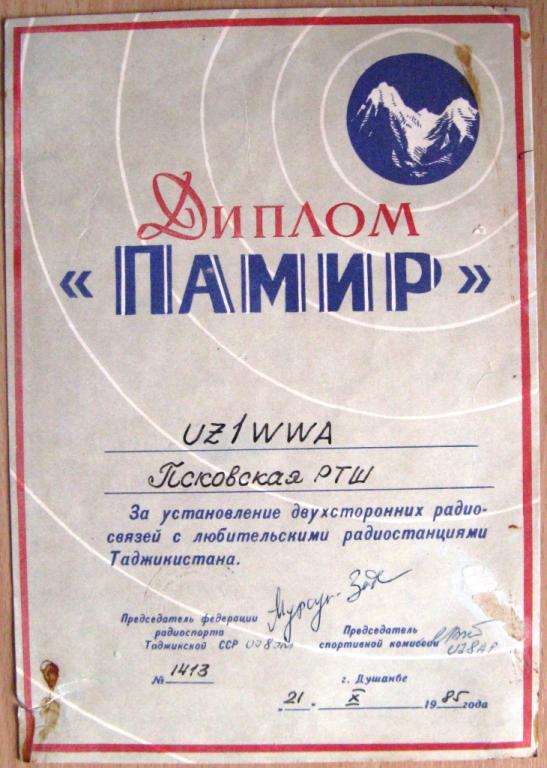 Диплом
«ПАМИР»
UZ1WWA
Псковская РТШ
За установление двухсторонних радио-
связей с любительскими радиостанциями
Таджикистана.
Председатель федерации
радиоспорта
Таджикской ССР
Председатель
спортивной комиссии
№ 1413
г. Душанбе
21. X 1985 года